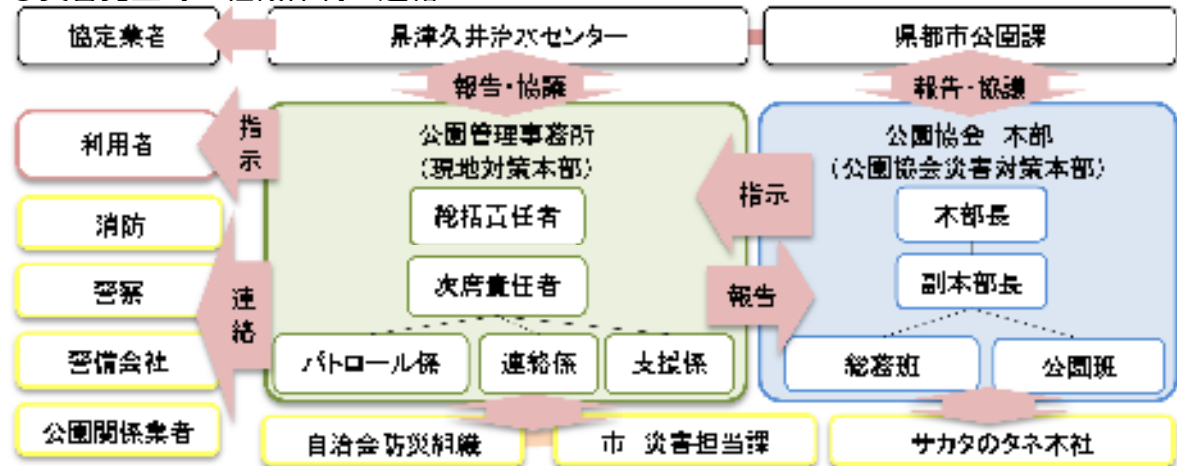 協定業者
県津久井治水センター
県都市公園課
報告・協議
報告・協議
利用者
指示
公園管理事務所
（現地対策本部）
公園協会 本部
（公園協会災害対策本部）
指示
総括責任者
本部長
消防
次席責任者
副本部長
警察
連絡
報告
パトロール係
連絡係
支援係
総務班
公園班
警備会社
公園関係業者
自治会防災組織
市 災害担当課
サカタのタネ本社